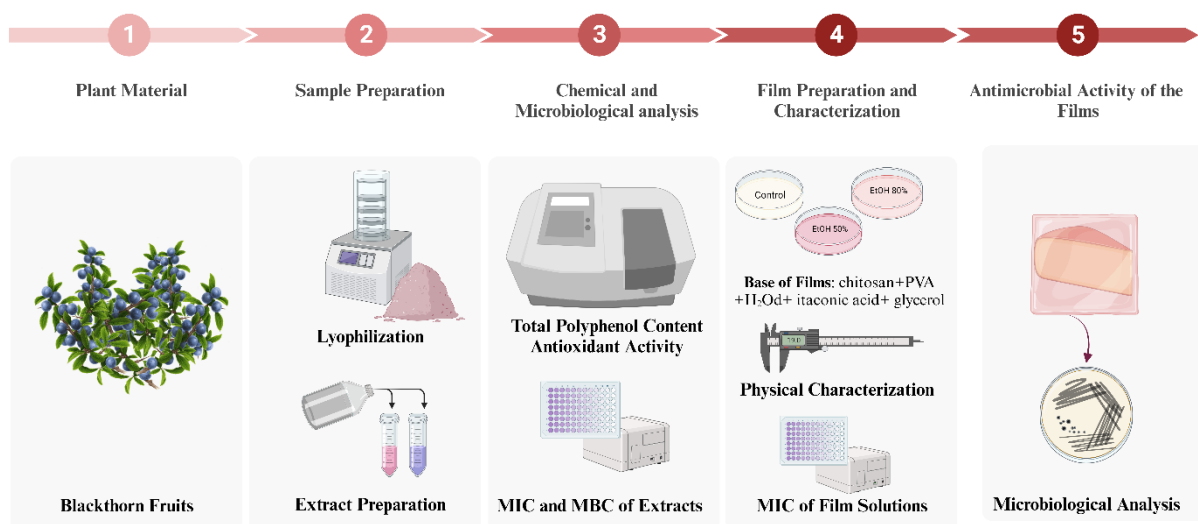 1
2
3
4
5
Plant Material
Sample Preparation
Chemical and
Microbiological analysis
Film Preparation and
Characterization
Antimicrobial Activity of the
Films
Blackthorn Fruits
Lyophilization
Extract Preparation
Total Polyphenol Content
Antioxidant Activity
MIC and MBC of Extracts
Control
EtOH 80%
EtOH 50%
Base of Films: chitosan+PVA
+H₂Od+ itaconic acid+ glycerol
Physical Characterization
MIC of Film Solutions
Microbiological Analysis